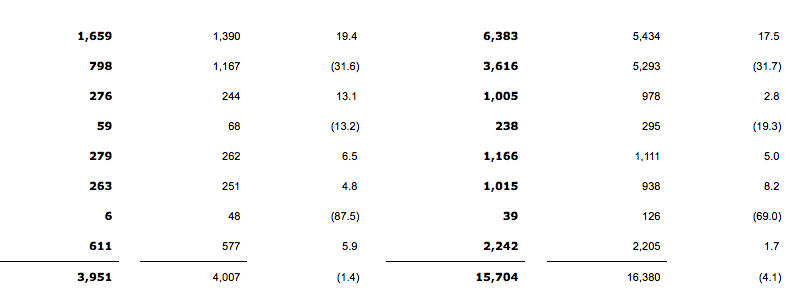 1,659 1,390 19.4 6,383 5,434 17.5
798 1,167 (31.6) 3,616 5,293 (31.7)
276 244 13.1 1,005 978 2.8
59 68 (13.2) 238 295 (19.3)
279 262 6.5 1,166 1,111 5.0
263 251 4.8 1,015 938 8.2
6 48 (87.5) 39 126 (69.0)
611 577 5.9 2,242 2,205 1.7
3,951 4,007 (1.4) 15,704 16,380 (4.1)